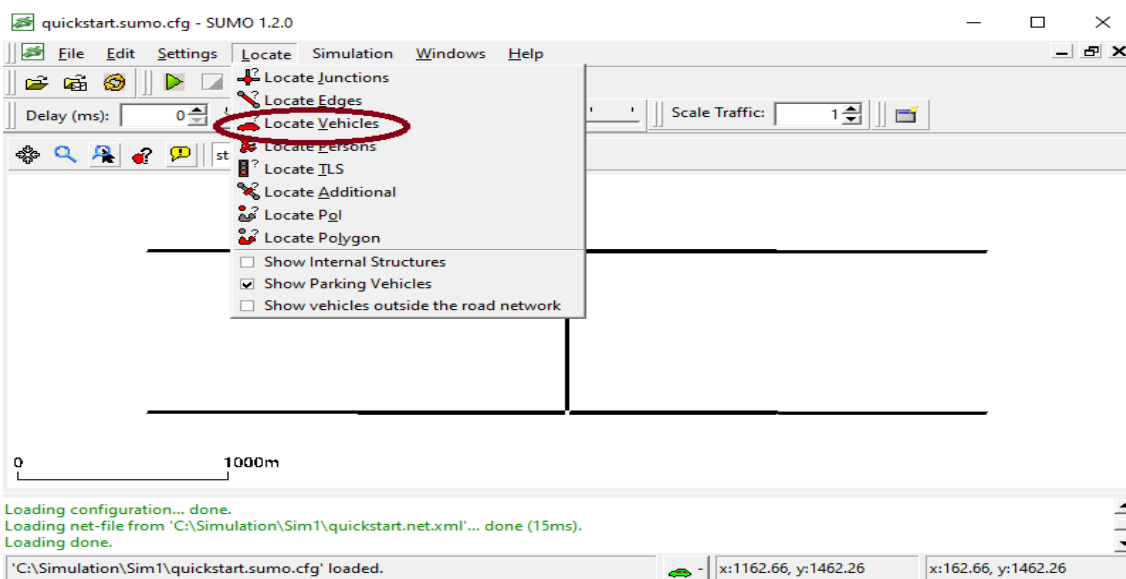 quickstart.sumo.cfg - SUMO 1.2.0
File Edit Settings Locate Simulation Windows Help
Locate Junctions
Locate Edges
Delay (ms): 0 Scale Traffic: 1
Locate Vehicles
Locate Persons
st
Locate TLS
Locate Additional
Locate PoI
Locate Polygon
Show Internal Structures
Show Parking Vehicles
Show vehicles outside the road network
0 1000m
Loading configuration... done.
Loading net-file from 'C:\Simulation\Sim1\quickstart.net.xml'... done (15ms).
Loading done.
'C:\Simulation\Sim1\quickstart.sumo.cfg' loaded. - x:1162.66, y:1462.26 x:162.66, y:1462.26